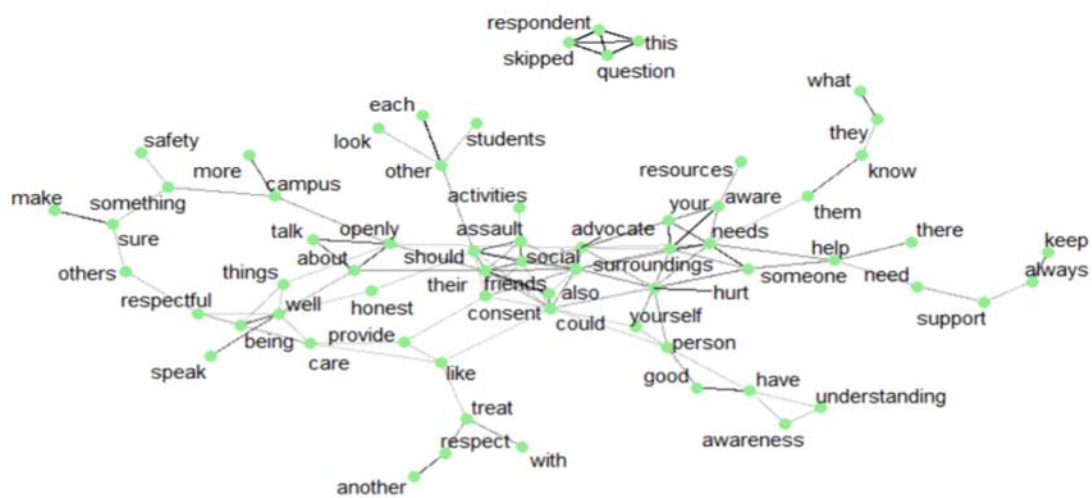 respondent
this
skipped
question
what
each
they
look
students
safety
know
more
other
resources
make
campus
activities
your
aware
something
them
sure
talk
openly
assault
advocate
needs
there
about
should
social
surroundings
help
keep
others
things
their
friends
someone
need
always
respectful
well
honest
consent
also
hurt
could
yourself
support
being
provide
person
speak
care
like
good
have
understanding
treat
awareness
respect
with
another